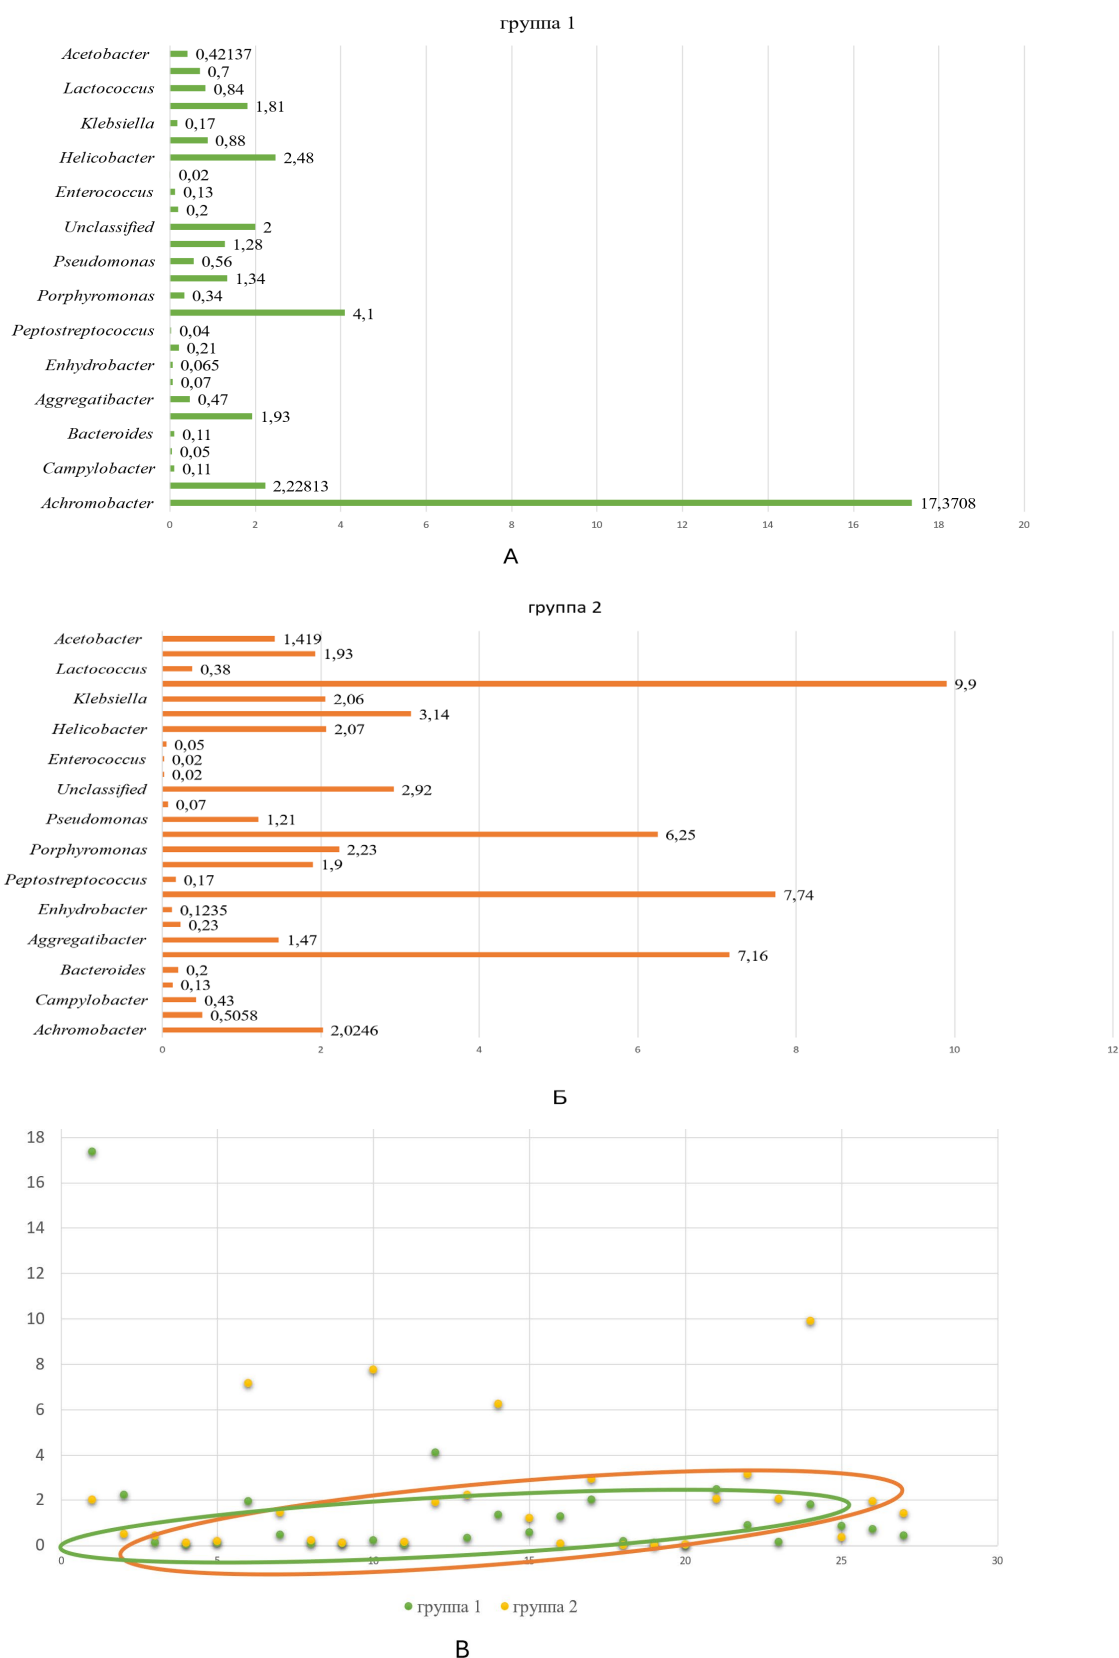 группа 1
Acetobacter 0,42137
0,7
Lactococcus 0,84
1,81
Klebsiella 0,17
0,88
Helicobacter 2,48
0,02
Enterococcus 0,13
0,2
Unclassified 2
1,28
Pseudomonas 0,56
1,34
Porphyromonas 0,34
4,1
Peptostreptococcus 0,04
0,21
Enhydrobacter 0,065
0,07
Aggregatibacter 0,47
1,93
Bacteroides 0,11
0,05
Campylobacter 0,11
2,22813
Achromobacter 17,3708
0 2 4 6 8 10 12 14 16 18 20
А
группа 2
Acetobacter 1,419
1,93
Lactococcus 0,38
9,9
Klebsiella 2,06
3,14
Helicobacter 2,07
0,05
Enterococcus 0,02
0,02
Unclassified 2,92
0,07
Pseudomonas 1,21
6,25
Porphyromonas 2,23
1,9
Peptostreptococcus 0,17
7,74
Enhydrobacter 0,1235
0,23
Aggregatibacter 1,47
7,16
Bacteroides 0,2
0,13
Campylobacter 0,43
0,5058
Achromobacter 2,0246
0 2 4 6 8 10 12
Б
18
16
14
12
10
8
6
4
2
0
0 5 10 15 20 25 30
группа 1 группа 2
В